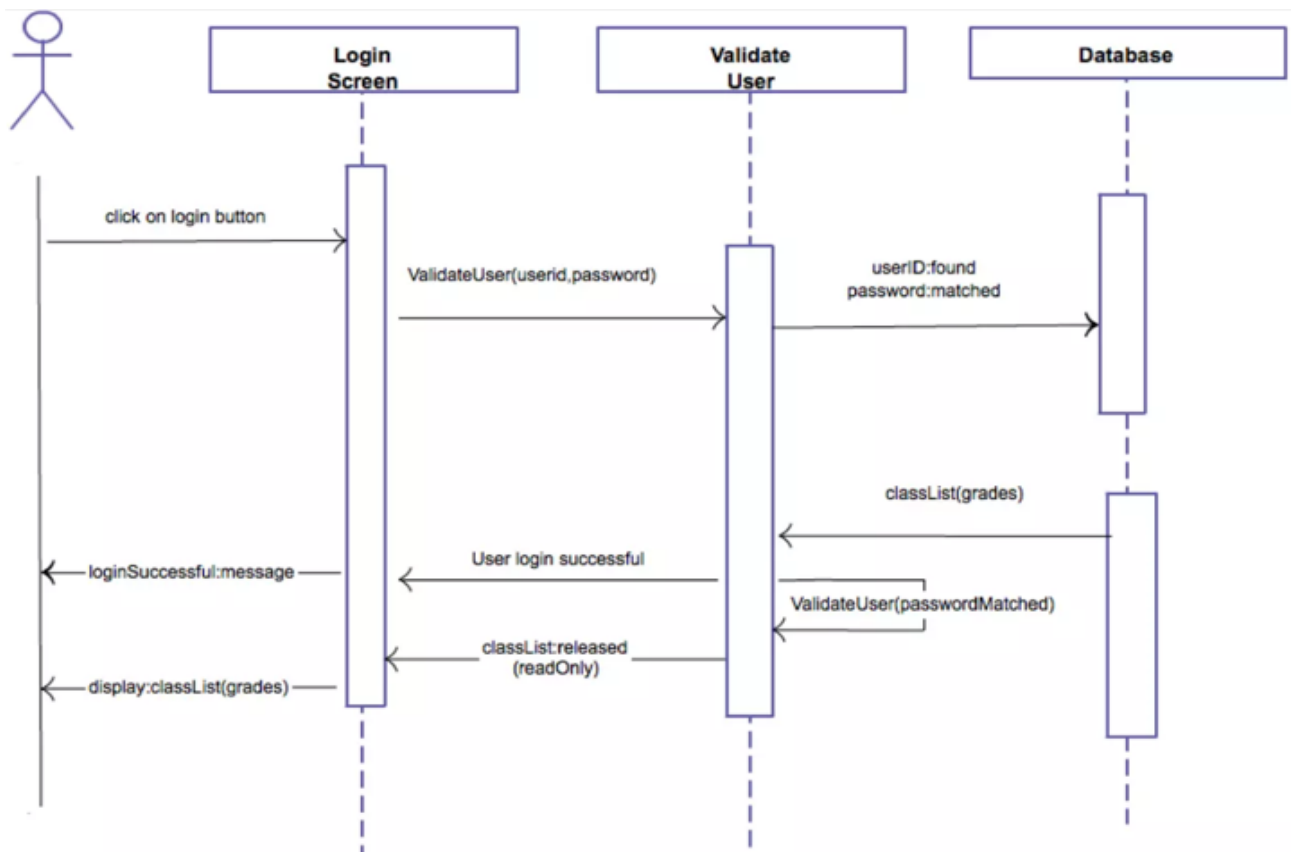 Login
Screen
Validate
User
Database
click on login button
ValidateUser(userid,password)
userID:found
password:matched
classList(grades)
User login successful
loginSuccessful:message
ValidateUser(passwordMatched)
classList:released
(readOnly)
display:classList(grades)